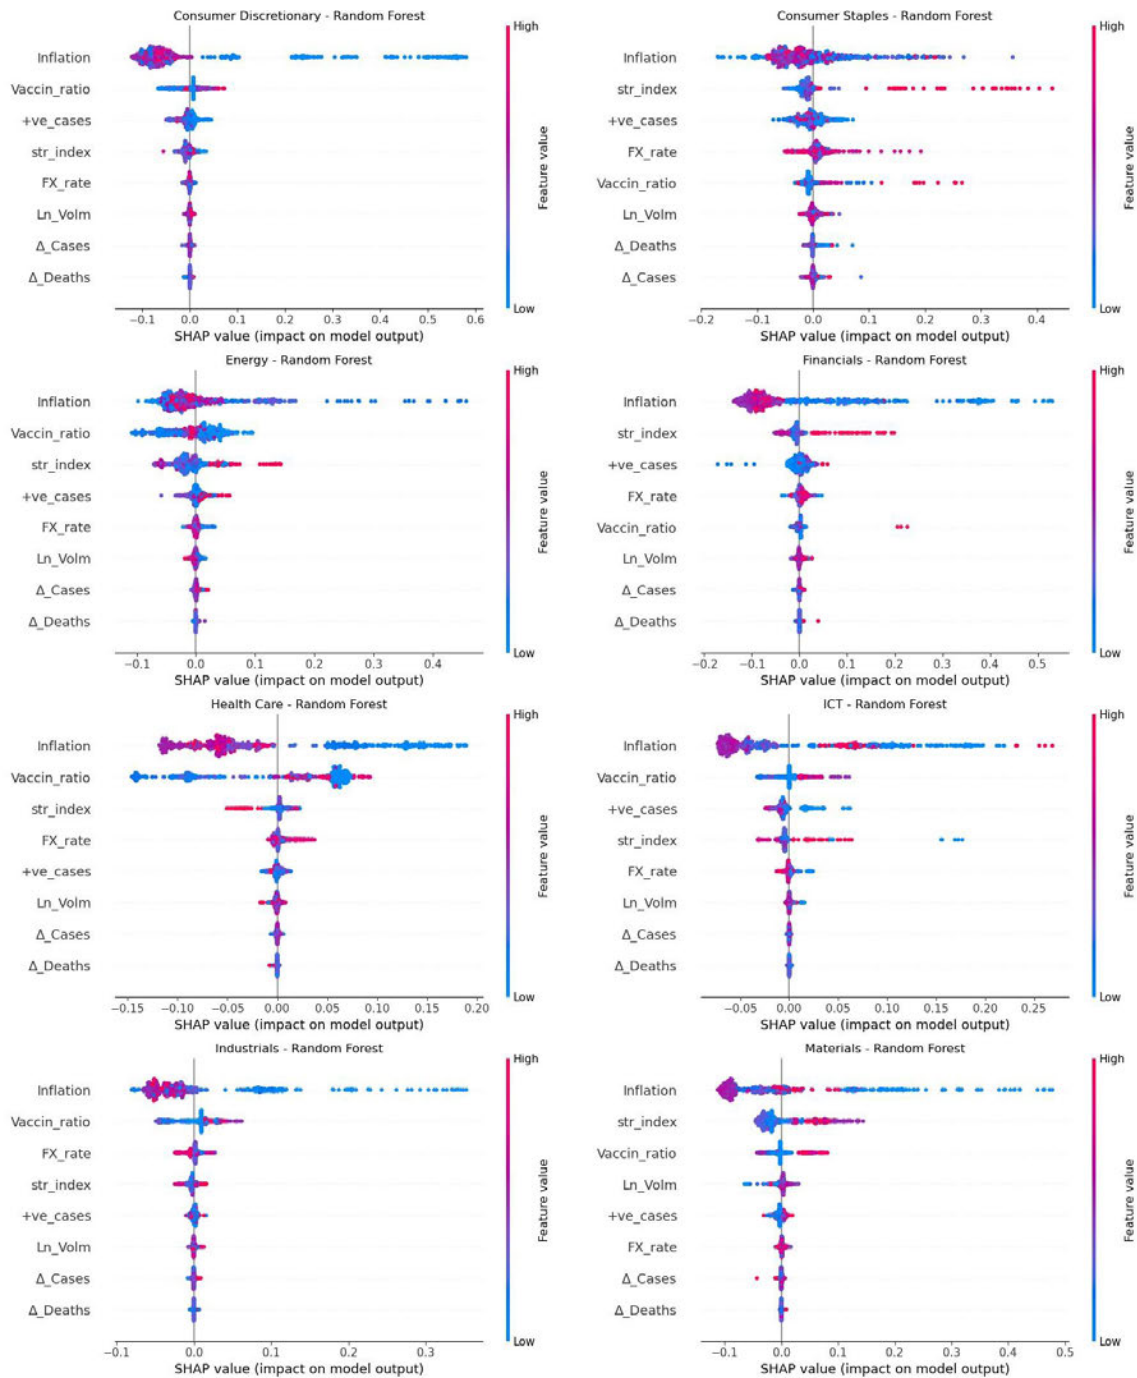 Consumer Discretionary - Random Forest
High
Inflation
Vaccin_ratio
+ve_cases
str_index
FX_rate
Ln_Volm
Δ_Cases
Δ_Deaths
Low
Feature value
−0.1 0.0 0.1 0.2 0.3 0.4 0.5 0.6
SHAP value (impact on model output)
Consumer Staples - Random Forest
High
Inflation
str_index
+ve_cases
FX_rate
Vaccin_ratio
Ln_Volm
Δ_Deaths
Δ_Cases
Low
Feature value
−0.2 −0.1 0.0 0.1 0.2 0.3 0.4
SHAP value (impact on model output)
Energy - Random Forest
High
Inflation
Vaccin_ratio
str_index
+ve_cases
FX_rate
Ln_Volm
Δ_Cases
Δ_Deaths
Low
Feature value
−0.1 0.0 0.1 0.2 0.3 0.4
SHAP value (impact on model output)
Financials - Random Forest
High
Inflation
str_index
+ve_cases
FX_rate
Vaccin_ratio
Ln_Volm
Δ_Cases
Δ_Deaths
Low
Feature value
−0.2 −0.1 0.0 0.1 0.2 0.3 0.4 0.5
SHAP value (impact on model output)
Health Care - Random Forest
High
Inflation
Vaccin_ratio
str_index
FX_rate
+ve_cases
Ln_Volm
Δ_Cases
Δ_Deaths
Low
Feature value
−0.15 −0.10 −0.05 0.00 0.05 0.10 0.15 0.20
SHAP value (impact on model output)
ICT - Random Forest
High
Inflation
Vaccin_ratio
+ve_cases
str_index
FX_rate
Ln_Volm
Δ_Cases
Δ_Deaths
Low
Feature value
−0.05 0.00 0.05 0.10 0.15 0.20 0.25
SHAP value (impact on model output)
Industrials - Random Forest
High
Inflation
Vaccin_ratio
FX_rate
str_index
+ve_cases
Ln_Volm
Δ_Cases
Δ_Deaths
Low
Feature value
−0.1 0.0 0.1 0.2 0.3
SHAP value (impact on model output)
Materials - Random Forest
High
Inflation
str_index
Vaccin_ratio
Ln_Volm
+ve_cases
FX_rate
Δ_Cases
Δ_Deaths
Low
Feature value
−0.1 0.0 0.1 0.2 0.3 0.4 0.5
SHAP value (impact on model output)